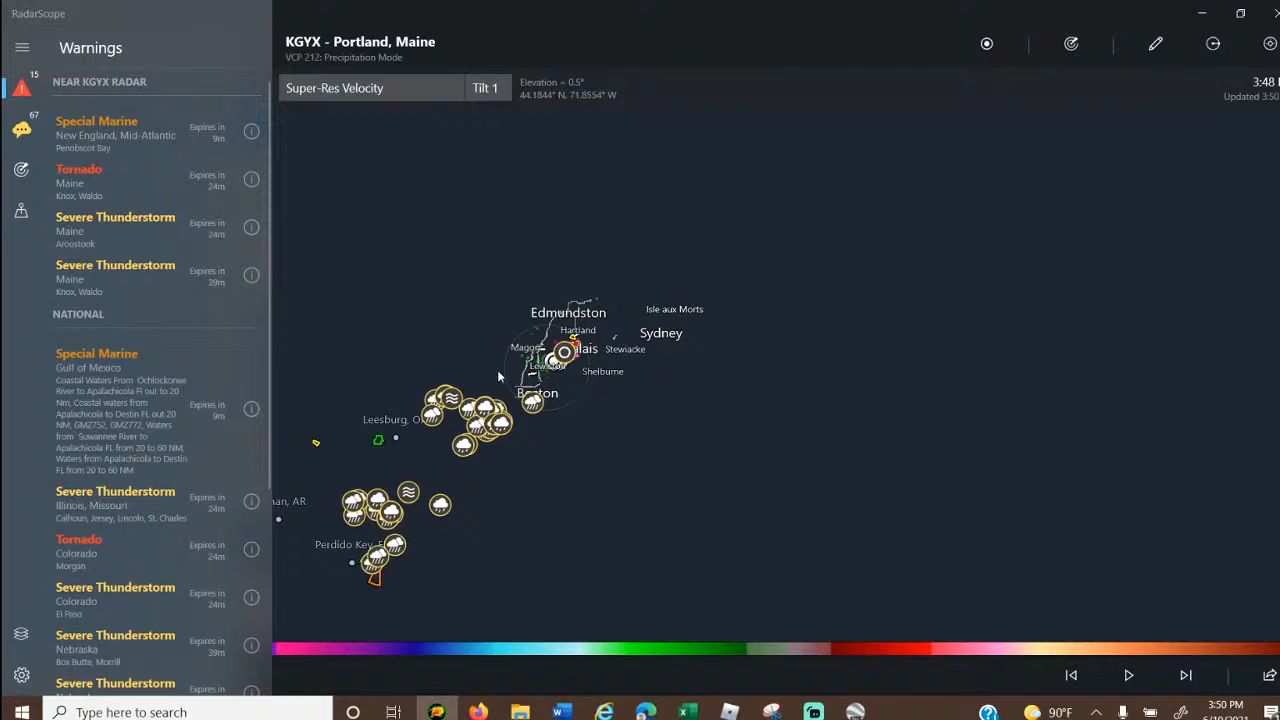 RadarScope
Warnings
15
67
NEAR KGYX RADAR
Special Marine
New England, Mid-Atlantic
Penobscot Bay
Expires in
9m
Tornado
Maine
Knox, Waldo
Expires in
24m
Severe Thunderstorm
Maine
Aroostook
Expires in
24m
Severe Thunderstorm
Maine
Knox, Waldo
Expires in
39m
NATIONAL
Special Marine
Gulf of Mexico
Coastal Waters From Ochlockonee
River to Apalachicola Fl out to 20
Nm, Coastal waters from
Apalachicola to Destin FL out 20
NM, GMZ752, GMZ772, Waters
from Suwannee River to
Apalachicola FL from 20 to 60 NM,
Waters from Apalachicola to Destin
FL from 20 to 60 NM
Expires in
9m
Severe Thunderstorm
Illinois, Missouri
Calhoun, Jersey, Lincoln, St. Charles
Expires in
24m
Tornado
Colorado
Morgan
Expires in
24m
Severe Thunderstorm
Colorado
El Paso
Expires in
24m
Severe Thunderstorm
Nebraska
Box Butte, Morrill
Expires in
39m
Severe Thunderstorm
Expires in
KGYX - Portland, Maine
VCP 212: Precipitation Mode
Super-Res Velocity
Tilt 1
Elevation = 0.5°
44.1844° N, 71.8554° W
3:48
Updated 3:50
Edmundston
Isle aux Morts
Hartland
Sydney
Stewiacke
Shelburne
Boston
Leesburg,
AR
Perdido Key,
Type here to search
90°F
3:50 PM